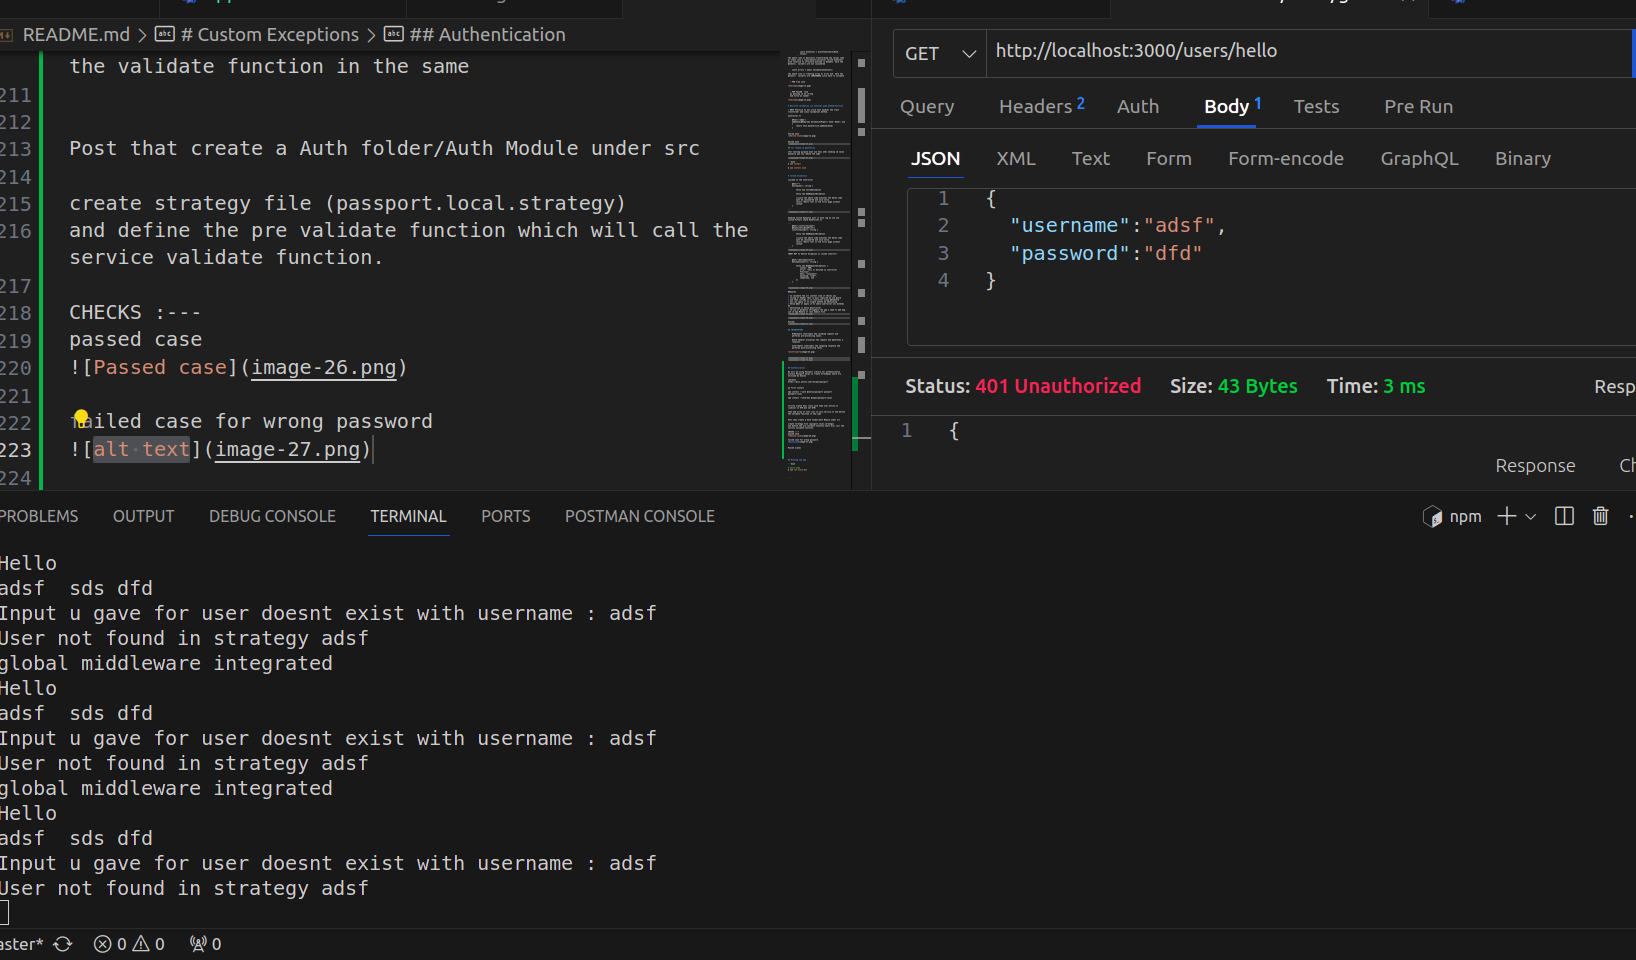 README.md > # Custom Exceptions > ## Authentication
the validate function in the same
211
212
213 Post that create a Auth folder/Auth Module under src
214
215 create strategy file (passport.local.strategy)
216 and define the pre validate function which will call the
service validate function.
217
218 CHECKS :---
219 passed case
220 ![Passed case](image-26.png)
221
222 failed case for wrong password
223 ![alt text](image-27.png)
224
GET http://localhost:3000/users/hello
Query Headers 2 Auth Body 1 Tests Pre Run
JSON XML Text Form Form-encode GraphQL Binary
1 {
2 "username":"adsf",
3 "password":"dfd"
4 }
Status: 401 Unauthorized Size: 43 Bytes Time: 3 ms Resp
1 {
Response Ch
PROBLEMS OUTPUT DEBUG CONSOLE TERMINAL PORTS POSTMAN CONSOLE
npm
Hello
adsf  sds dfd
Input u gave for user doesnt exist with username : adsf
User not found in strategy adsf
global middleware integrated
Hello
adsf  sds dfd
Input u gave for user doesnt exist with username : adsf
User not found in strategy adsf
global middleware integrated
Hello
adsf  sds dfd
Input u gave for user doesnt exist with username : adsf
User not found in strategy adsf
aster* 0 0 0